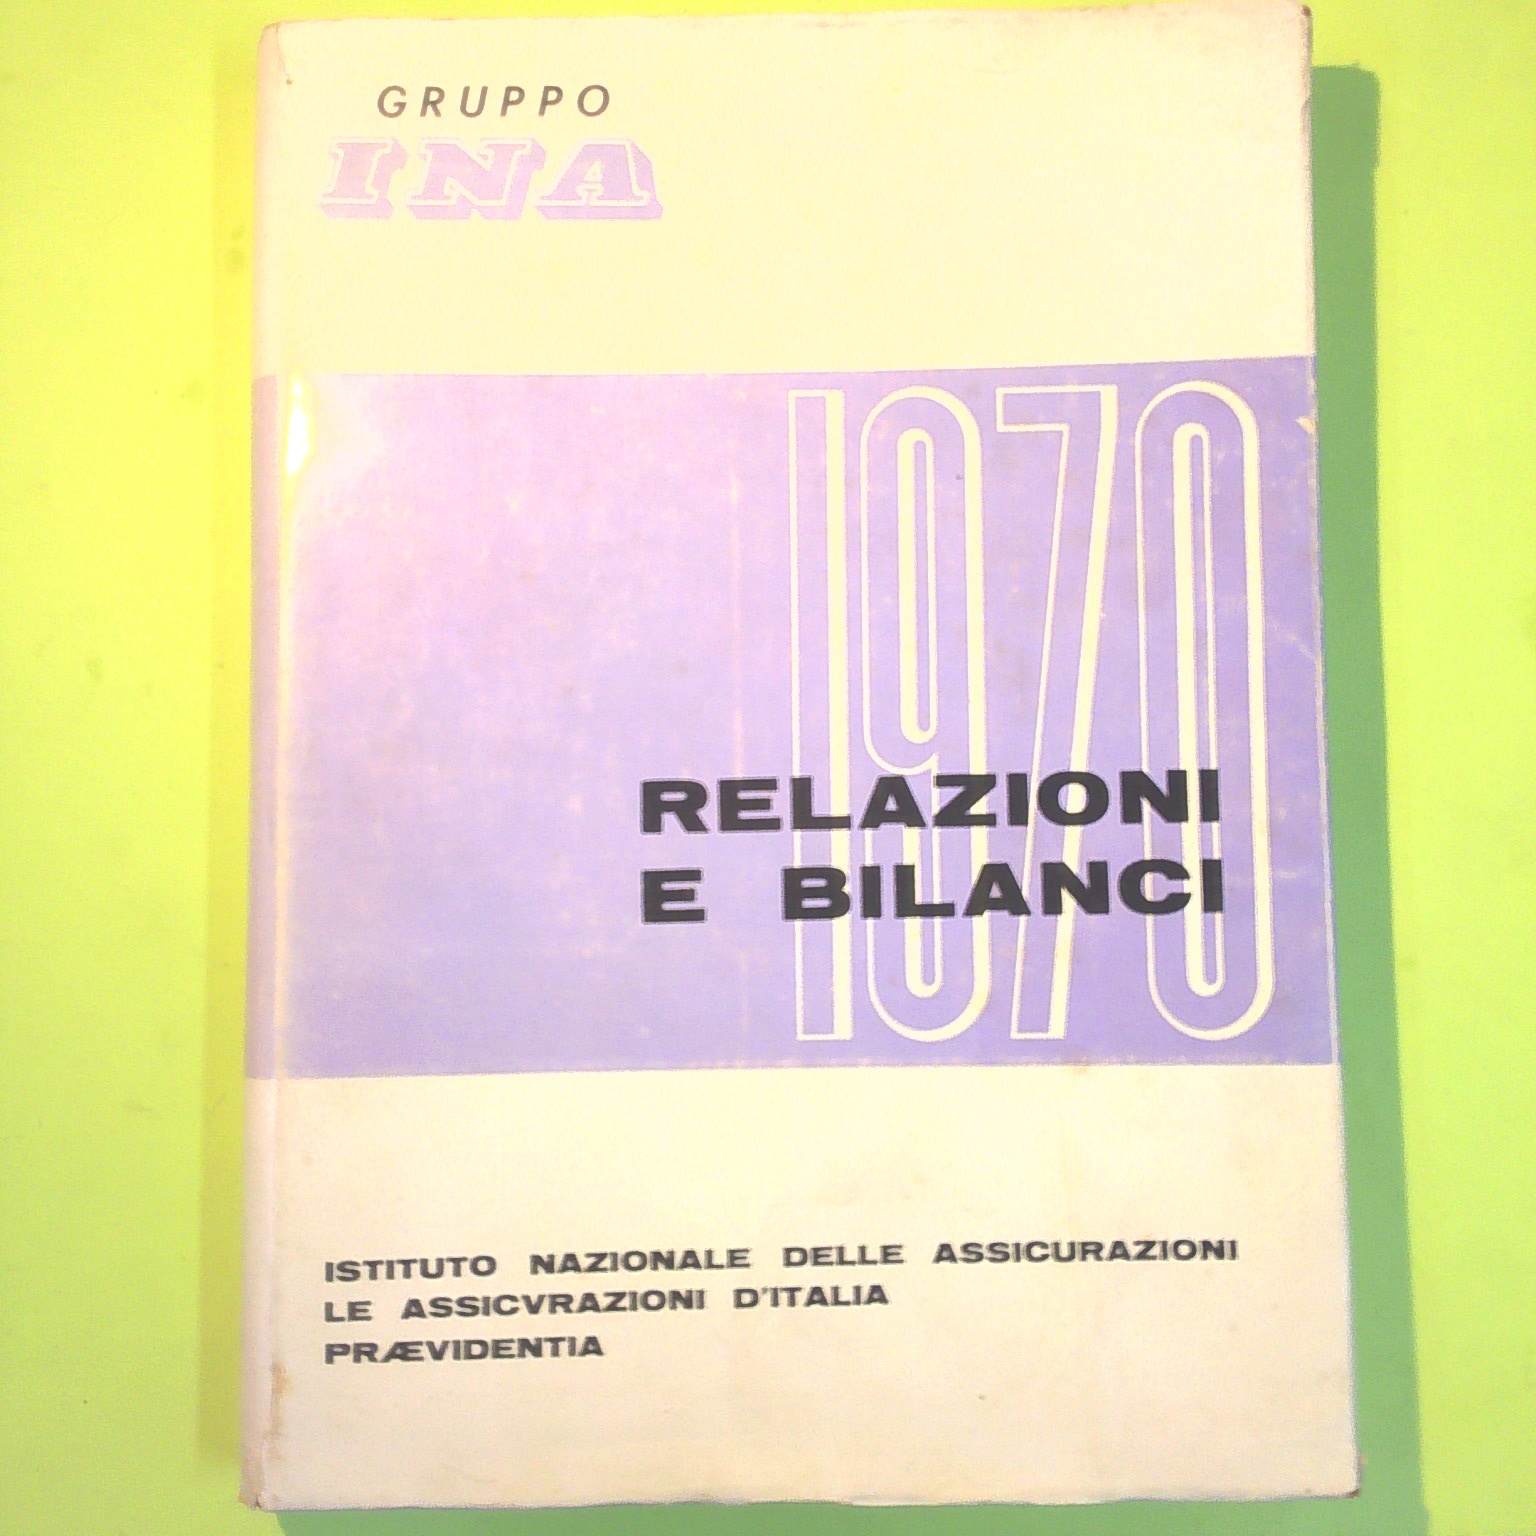 GRUPPO
INA
1970
RELAZIONI
E BILANCI
ISTITUTO NAZIONALE DELLE ASSICURAZIONI
LE ASSICVRAZIONI D'ITALIA
PRÆVIDENTIA